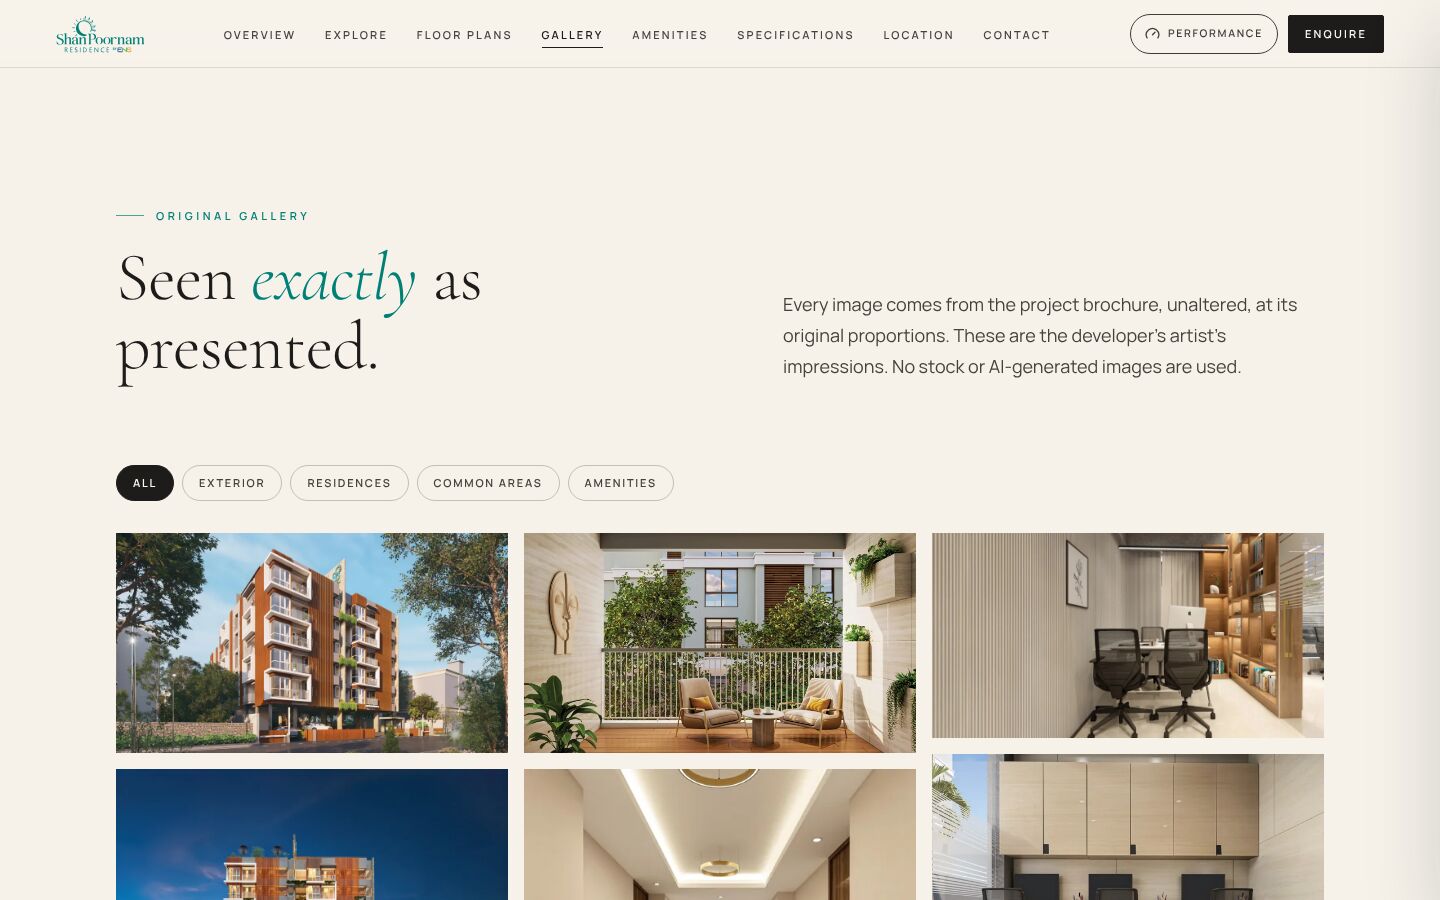 ShanPoornam
RESIDENCE BY ENS
OVERVIEW
EXPLORE
FLOOR PLANS
GALLERY
AMENITIES
SPECIFICATIONS
LOCATION
CONTACT
PERFORMANCE
ENQUIRE
ORIGINAL GALLERY
Seen exactly as
presented.
Every image comes from the project brochure, unaltered, at its
original proportions. These are the developer’s artist’s
impressions. No stock or AI-generated images are used.
ALL
EXTERIOR
RESIDENCES
COMMON AREAS
AMENITIES